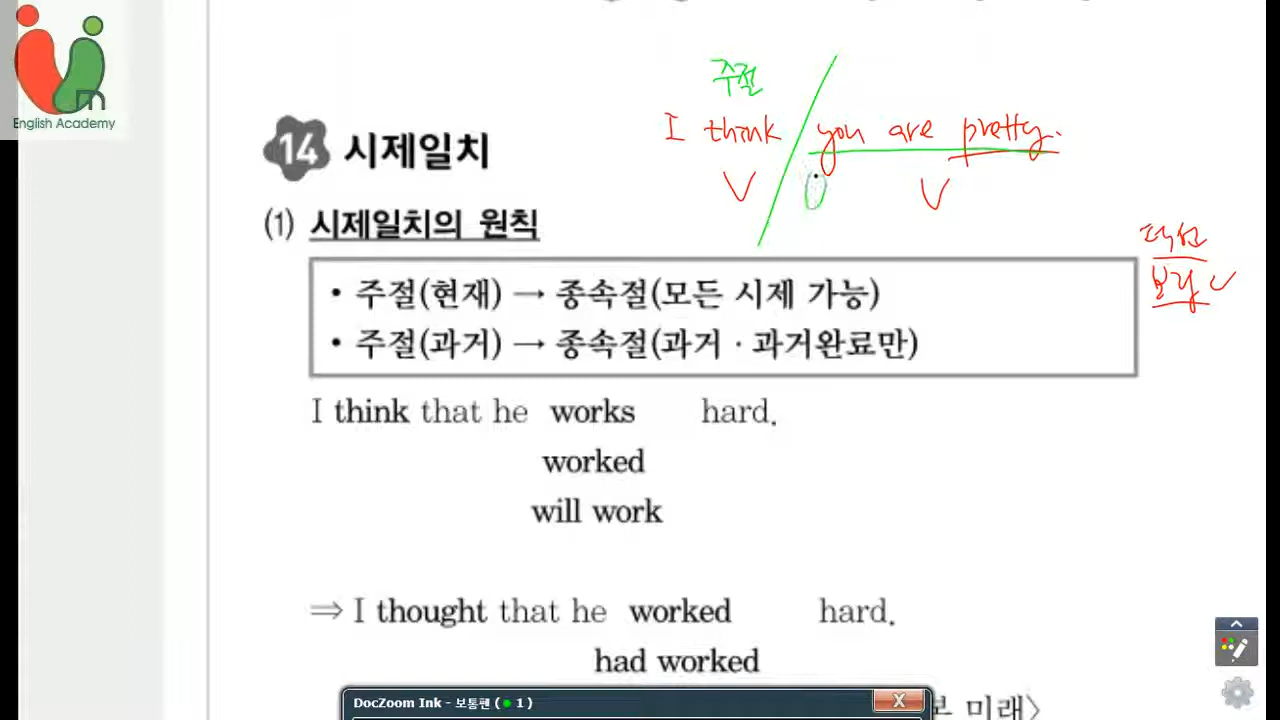 m
English Academy
주절
I think you are pretty.
V V
14 시제일치
(1) 시제일치의 원칙
• 주절(현재) → 종속절(모든 시제 가능)
• 주절(과거) → 종속절(과거 · 과거완료만)
I think that he works hard.
worked
will work
⇒ I thought that he worked hard.
had worked
DocZoom Ink - 보통펜 ( 1 )
X
본 미래〉